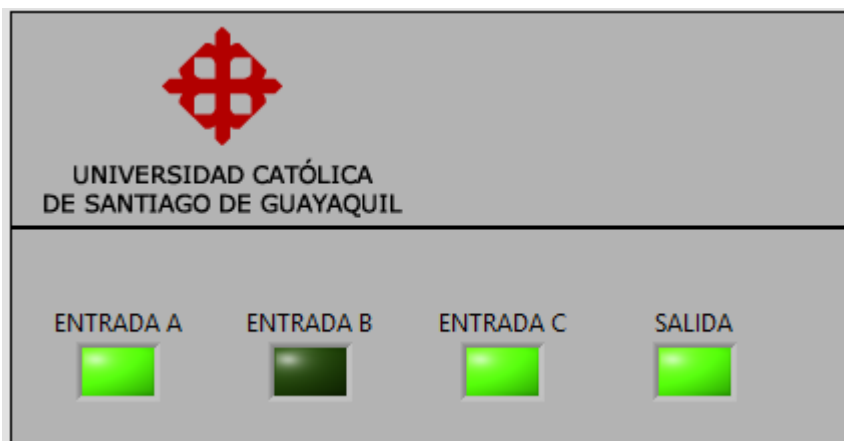 UNIVERSIDAD CATÓLICA
DE SANTIAGO DE GUAYAQUIL
ENTRADA A
ENTRADA B
ENTRADA C
SALIDA